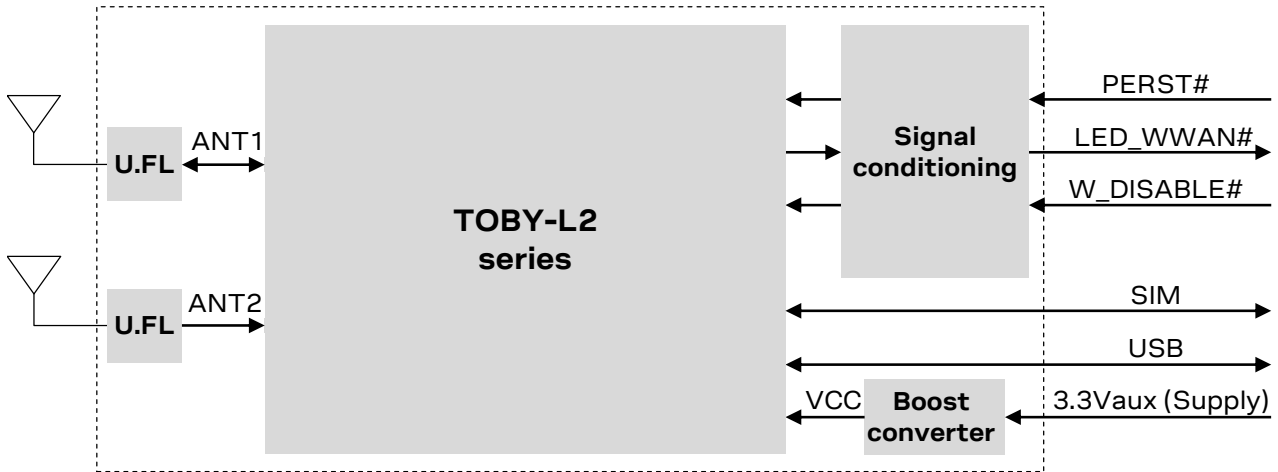 PERST#
U.FL
ANT1
Signal
conditioning
LED_WWAN#
W_DISABLE#
TOBY-L2
series
U.FL
ANT2
SIM
USB
VCC
Boost
converter
3.3Vaux (Supply)